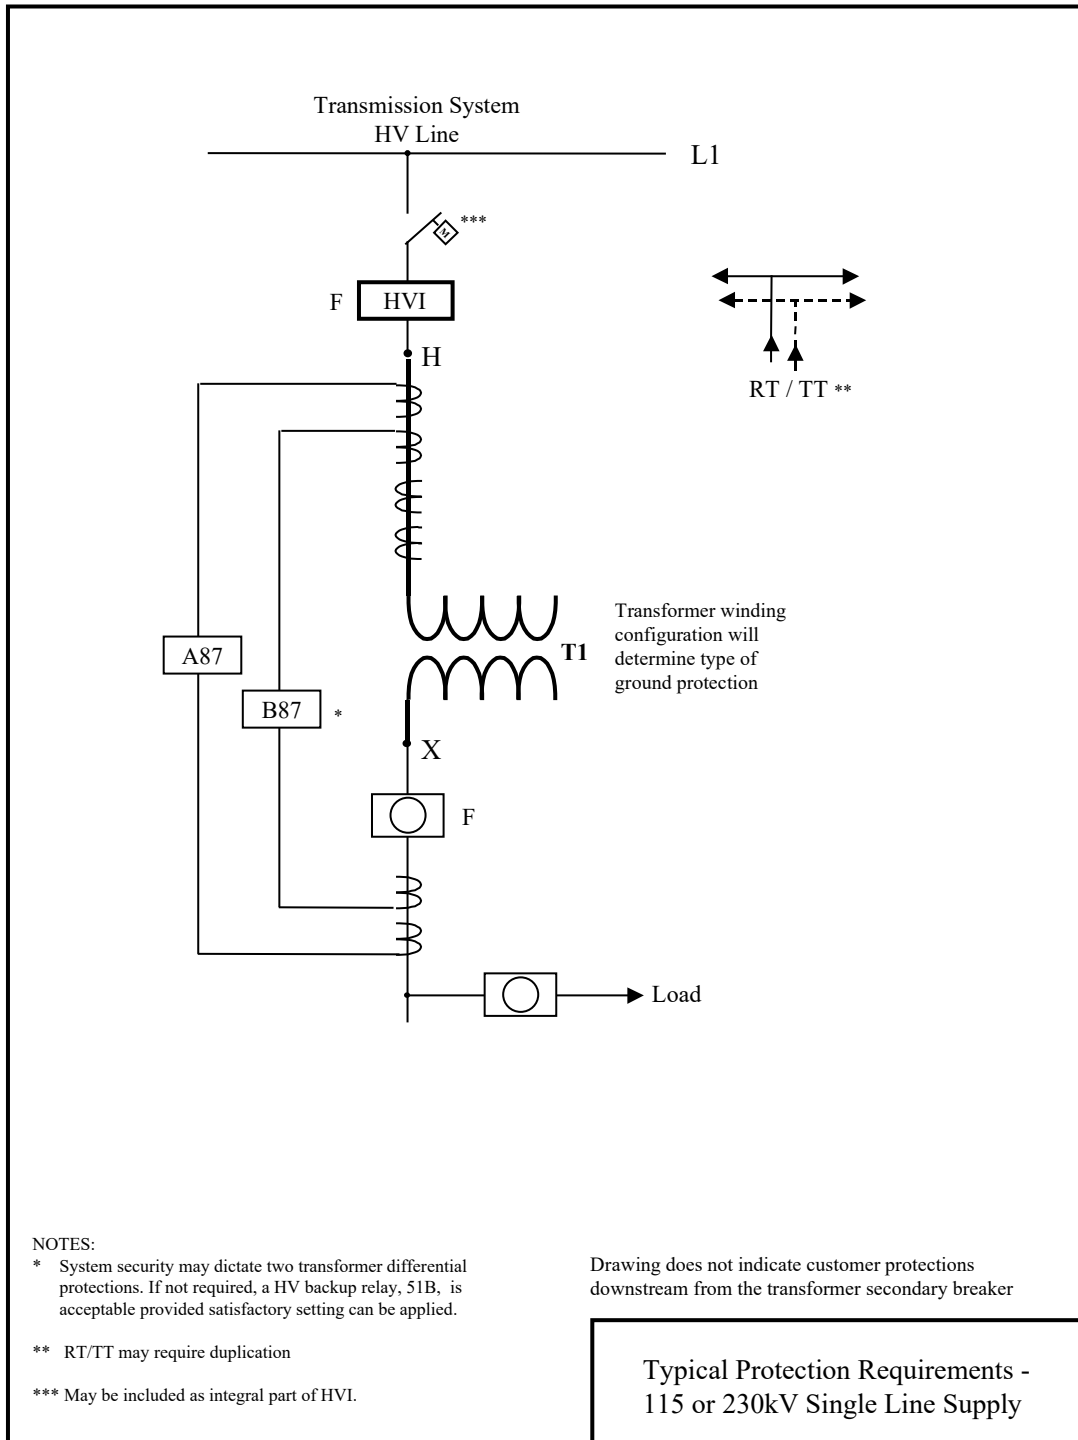 Transmission System
HV Line
L1
M
***
F
HVI
H
RT / TT **
A87
B87
*
T1
Transformer winding
configuration will
determine type of
ground protection
X
F
Load
NOTES:
* System security may dictate two transformer differential
protections. If not required, a HV backup relay, 51B, is
acceptable provided satisfactory setting can be applied.
** RT/TT may require duplication
*** May be included as integral part of HVI.
Drawing does not indicate customer protections
downstream from the transformer secondary breaker
Typical Protection Requirements -
115 or 230kV Single Line Supply